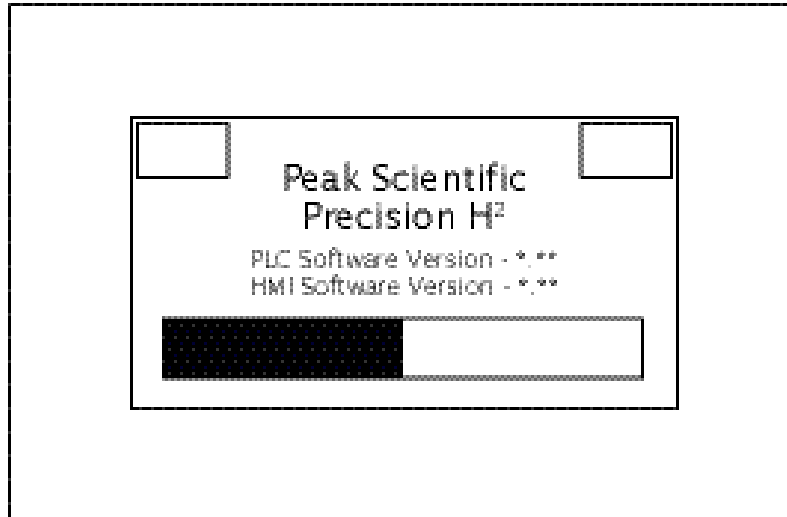 Peak Scientific
Precision H²
PLC Software Version - *.**
HMI Software Version - *.**